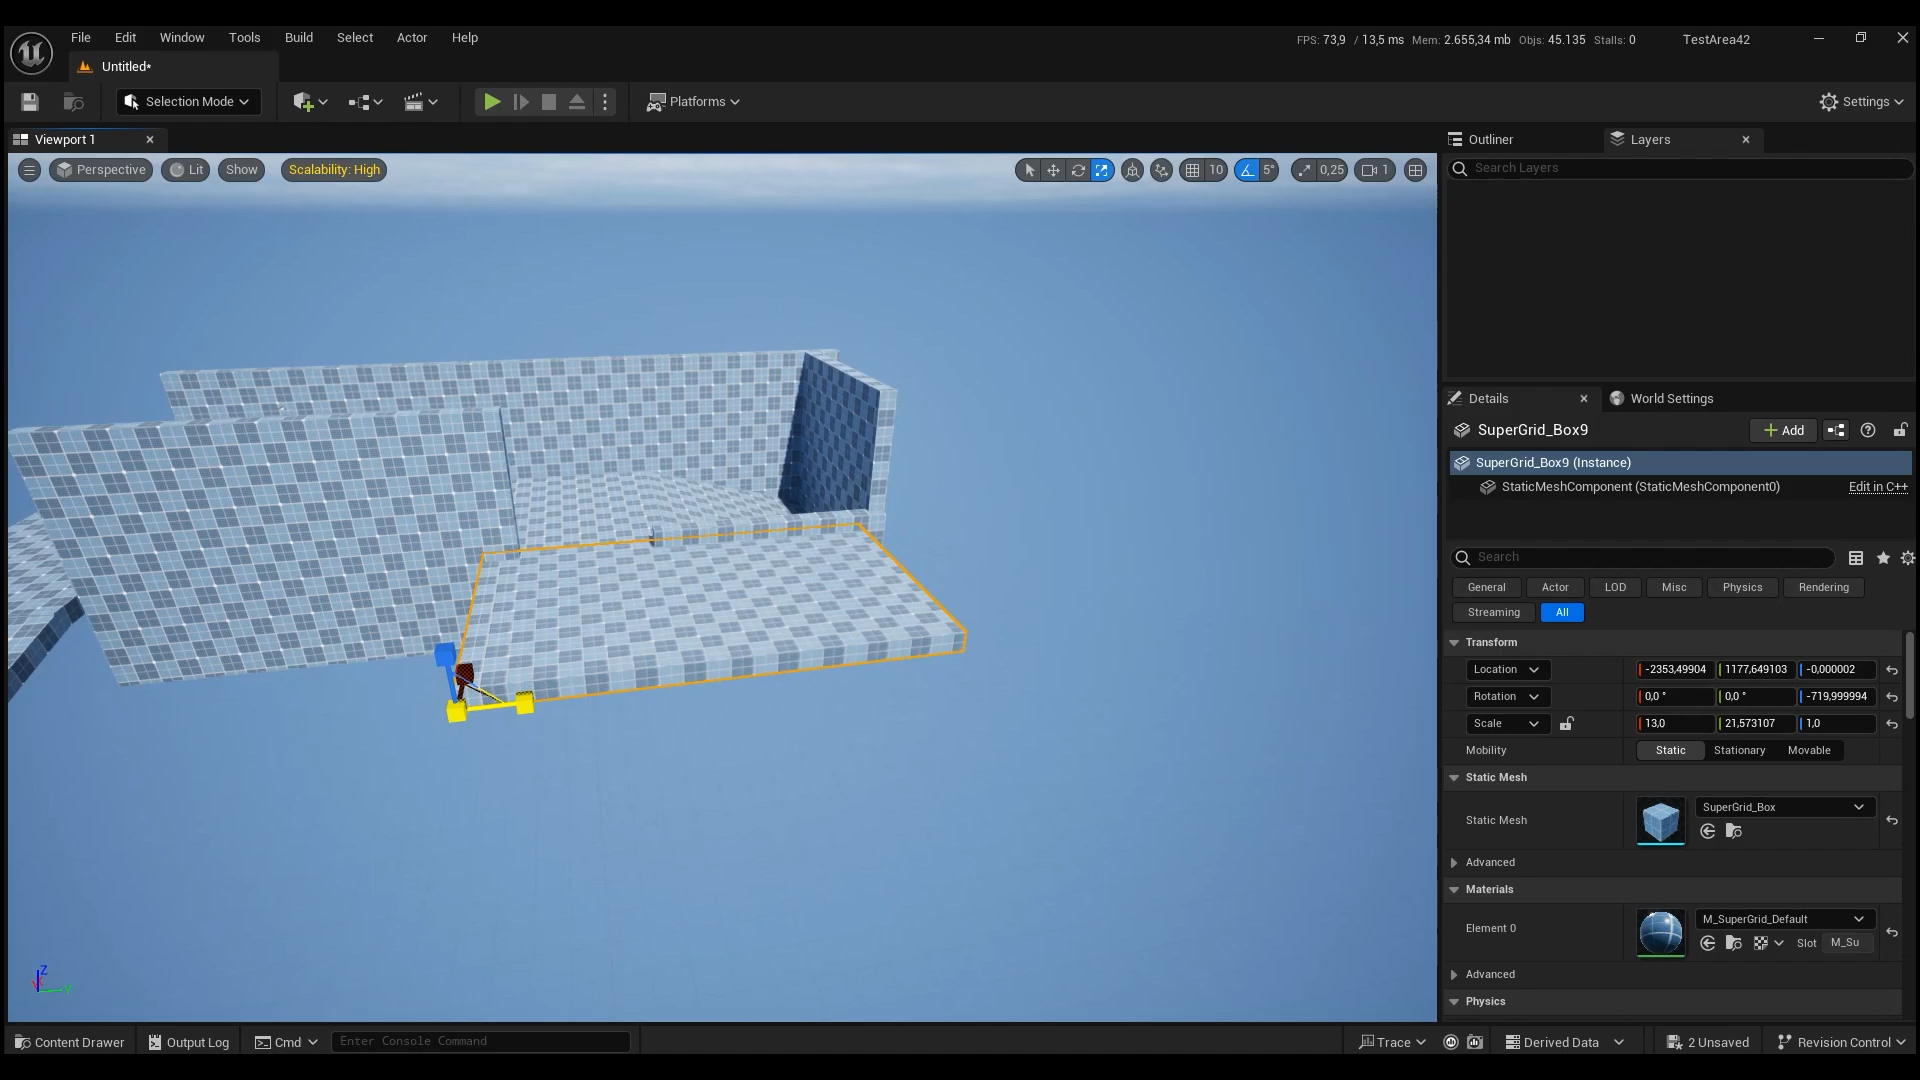 File Edit Window Tools Build Select Actor Help
FPS: 73,9 / 13,5 ms Mem: 2.655,34 mb Objs: 45.135 Stalls: 0 TestArea42
Untitled*
Selection Mode Platforms Settings
Viewport 1 Outliner Layers
Perspective Lit Show Scalability: High 10 5° 0,25 1
Search Layers
Details World Settings
SuperGrid_Box9 Add
SuperGrid_Box9 (Instance)
StaticMeshComponent (StaticMeshComponent0) Edit in C++
Search
General Actor LOD Misc Physics Rendering
Streaming All
Transform
Location -2353,49904 1177,649103 -0,000002
Rotation 0,0 ° 0,0 ° -719,999994
Scale 13,0 21,573107 1,0
Mobility Static Stationary Movable
Static Mesh
Static Mesh SuperGrid_Box
Advanced
Materials
Element 0 M_SuperGrid_Default
Slot M_Su
Advanced
Physics
Z
Content Drawer Output Log Cmd Enter Console Command Trace Derived Data 2 Unsaved Revision Control